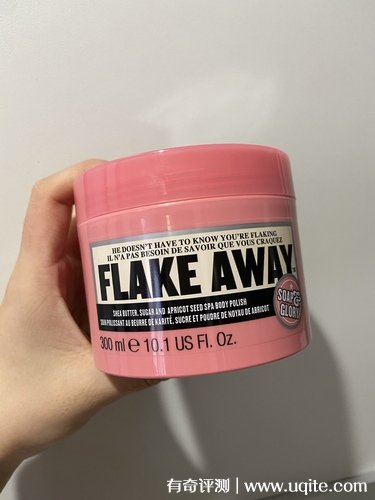 HE DOESN'T HAVE TO KNOW YOU'RE FLAKING
IL N'A PAS BESOIN DE SAVOIR QUE VOUS CRAQUEZ
FLAKE AWAY.
SOAP &
GLORY
SHEA BUTTER, SUGAR AND APRICOT SEED SPA BODY POLISH
SOIN POLISSANT AU BEURRE DE KARITÉ, SUCRE ET POUDRE DE NOYAU DE ABRICOT
300 ml ℮ 10.1 US Fl. Oz.
有奇评测 | www.uqite.com